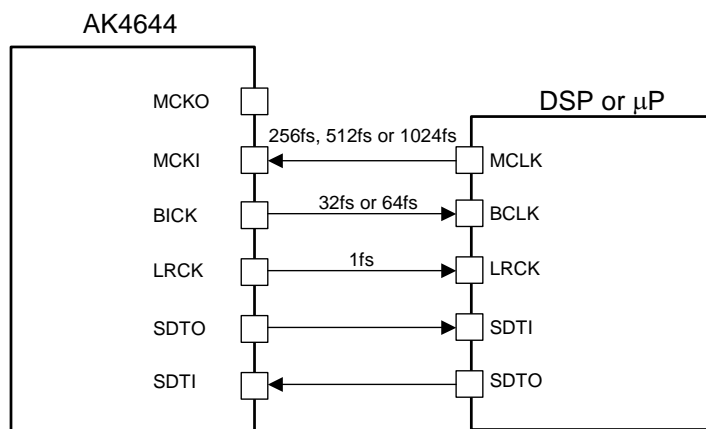 AK4644
DSP or μP
MCKO
256fs, 512fs or 1024fs
MCKI
MCLK
32fs or 64fs
BICK
BCLK
1fs
LRCK
LRCK
SDTO
SDTI
SDTI
SDTO